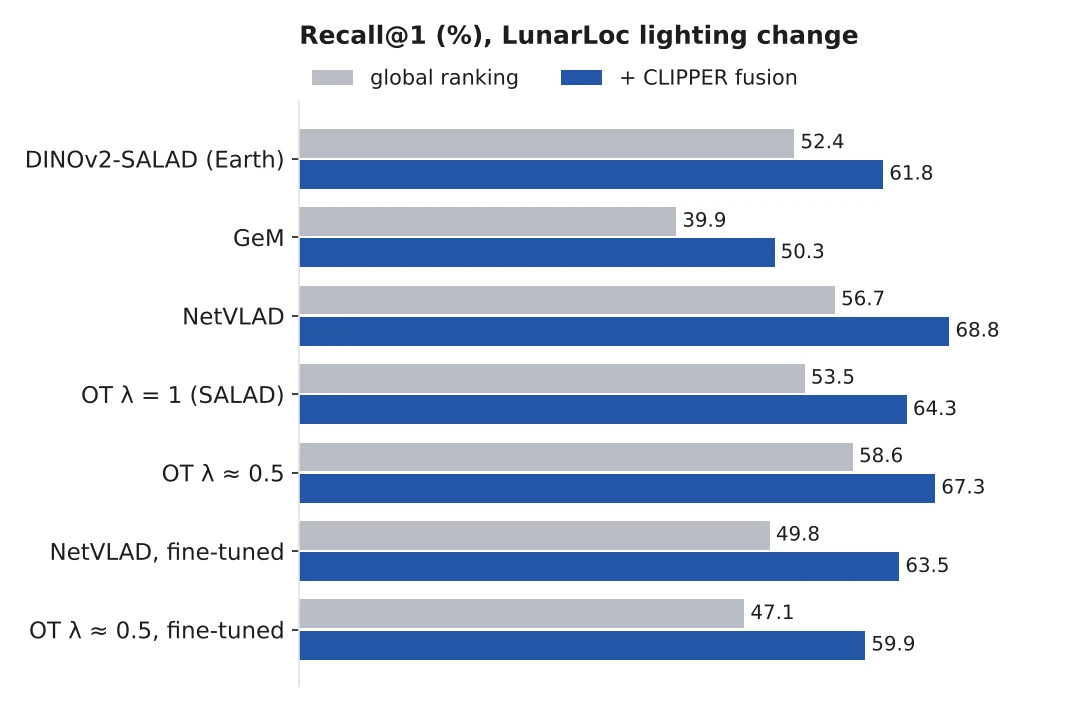 Recall@1 (%), LunarLoc lighting change
global ranking + CLIPPER fusion
DINOv2-SALAD (Earth) 52.4
61.8
GeM 39.9
50.3
NetVLAD 56.7
68.8
OT λ = 1 (SALAD) 53.5
64.3
OT λ ≈ 0.5 58.6
67.3
NetVLAD, fine-tuned 49.8
63.5
OT λ ≈ 0.5, fine-tuned 47.1
59.9